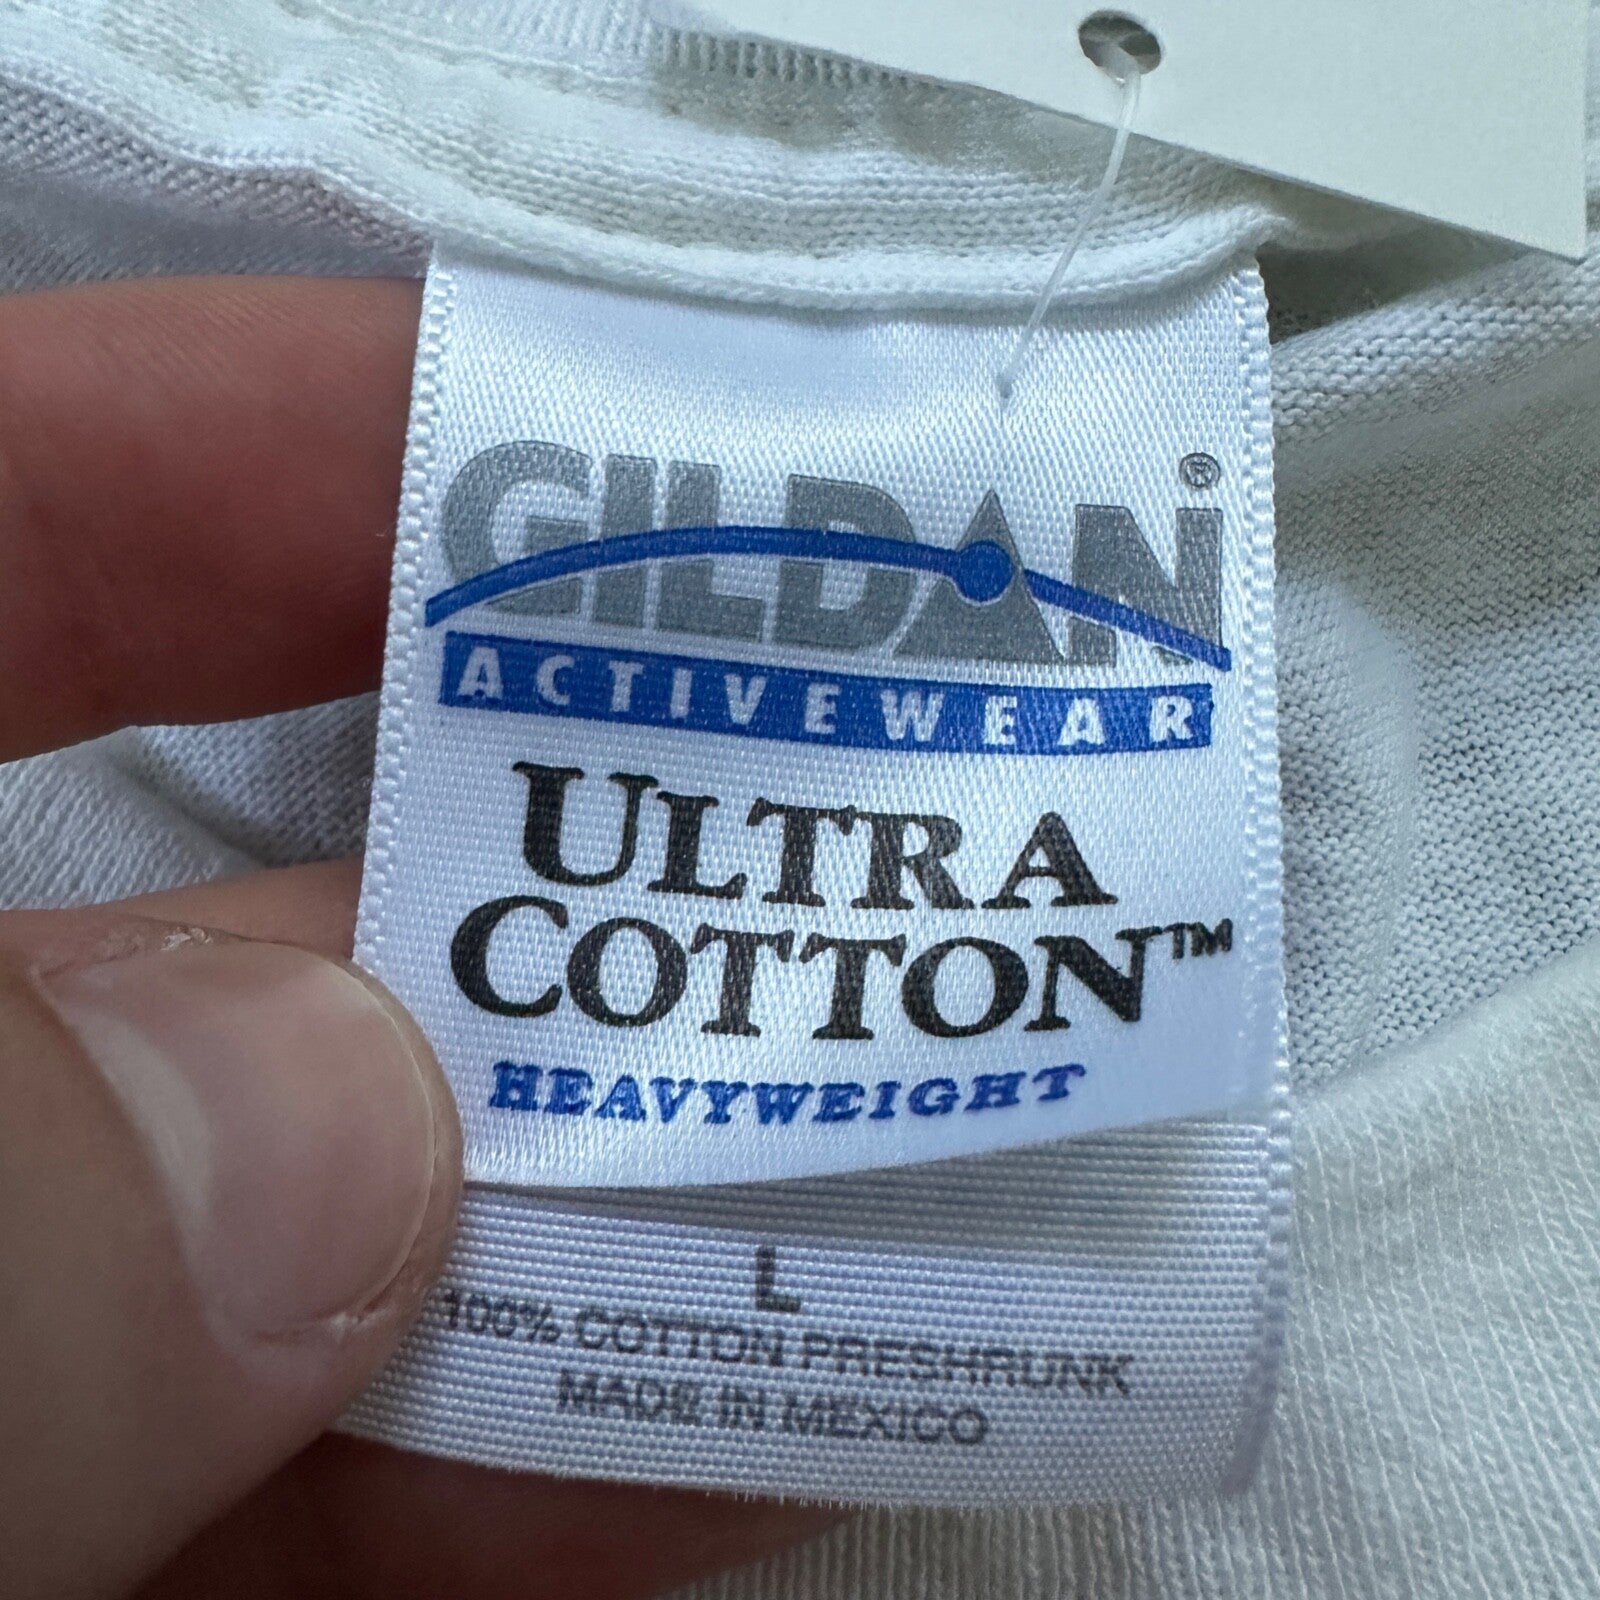 GILDAN®
ACTIVEWEAR
ULTRA
COTTON™
HEAVYWEIGHT
L
100% COTTON PRESHRUNK
MADE IN MEXICO